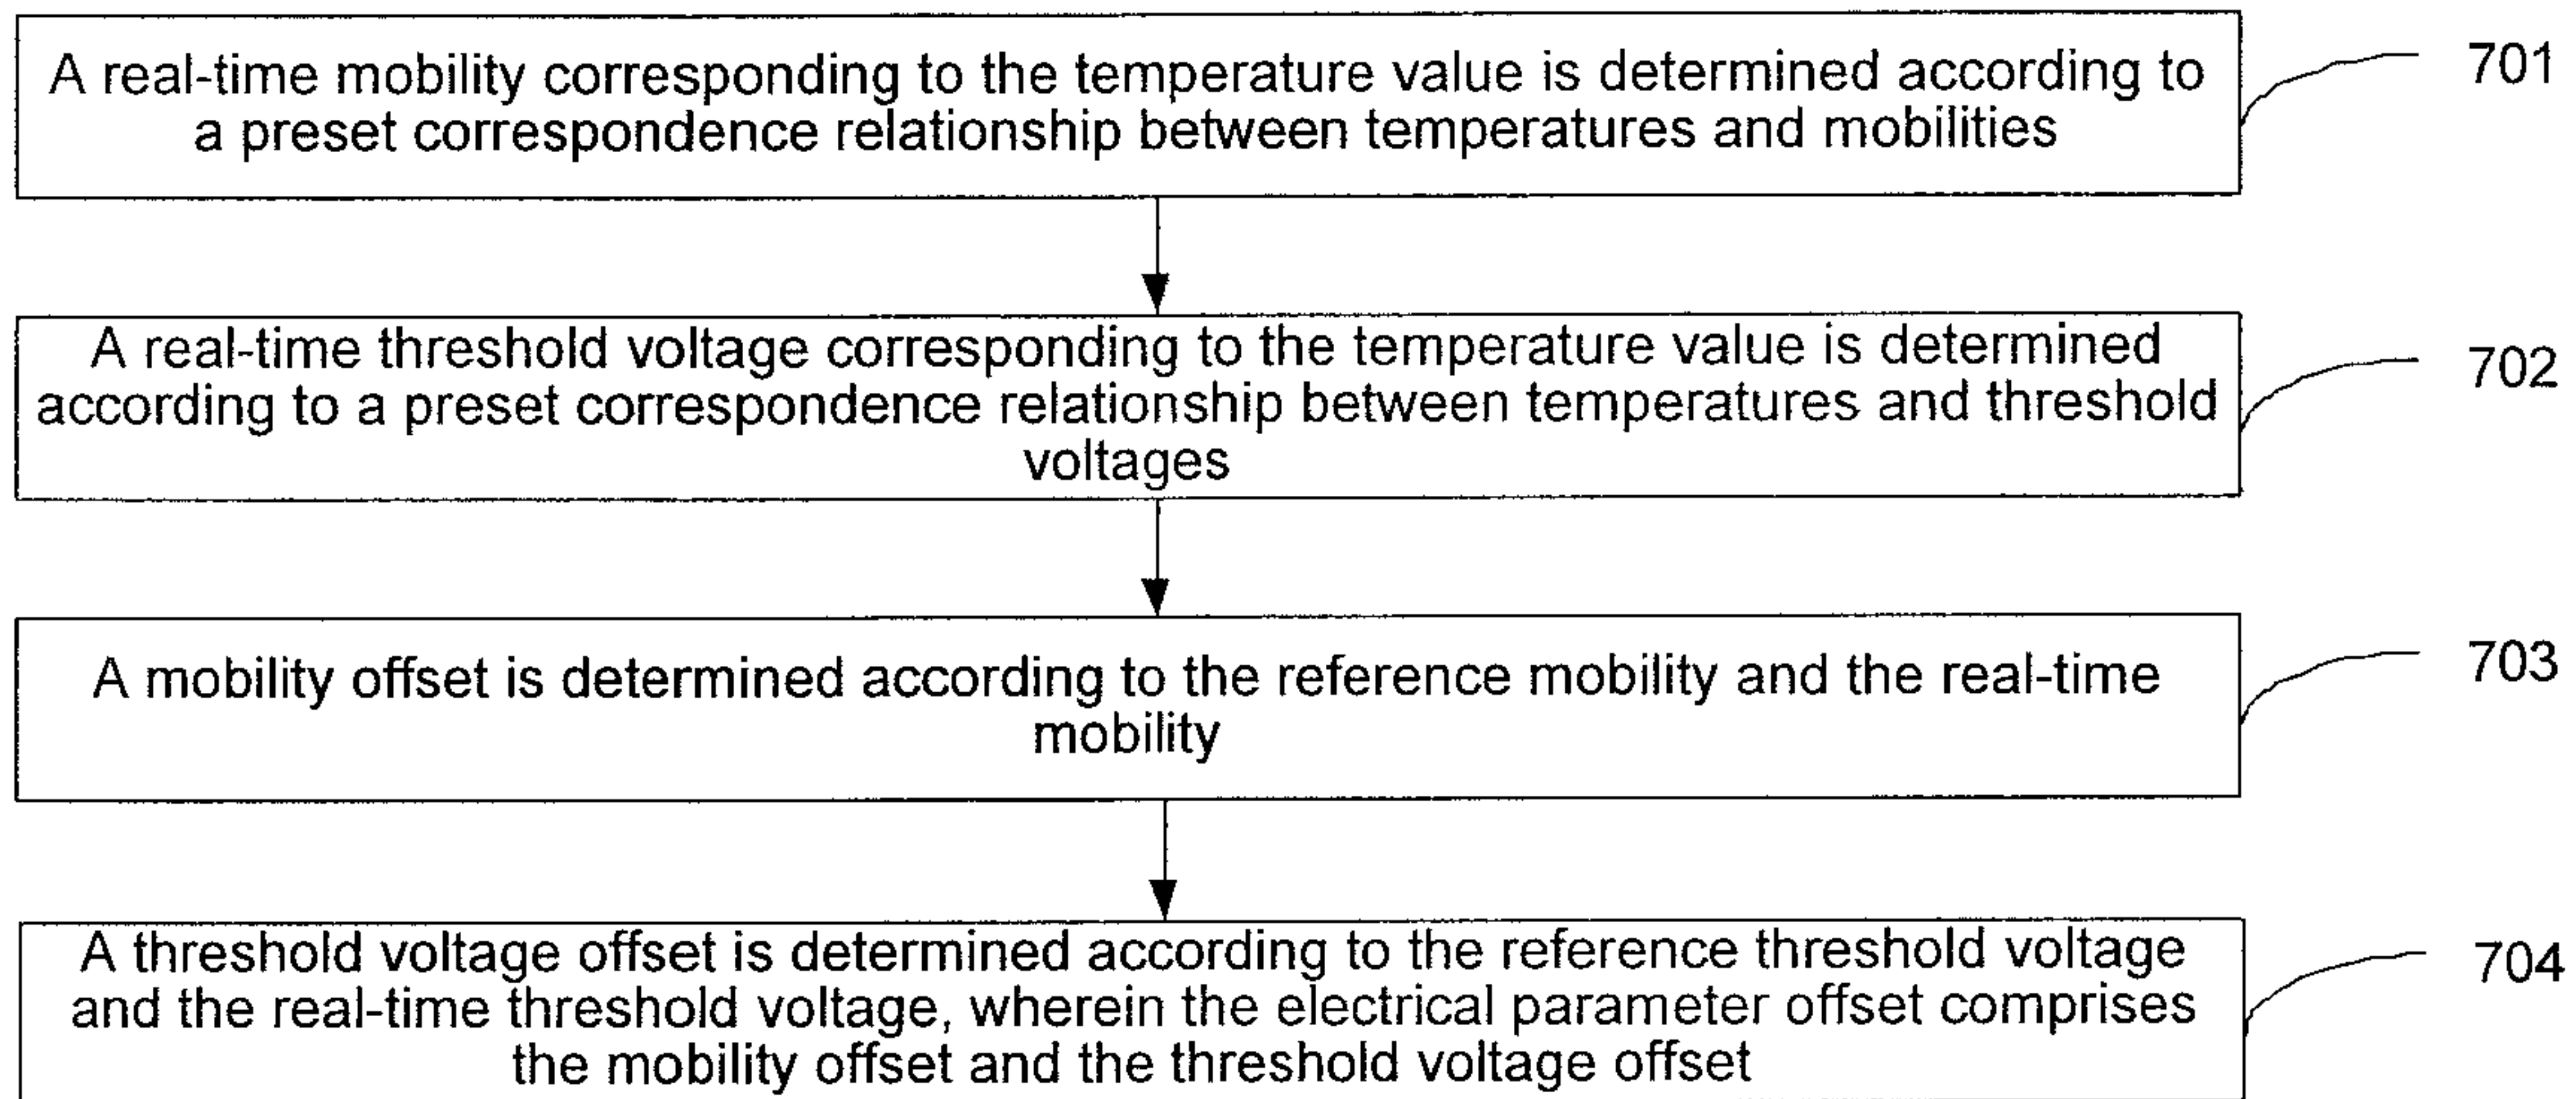 A real-time mobility corresponding to the temperature value is determined according to
a preset correspondence relationship between temperatures and mobilities
701
A real-time threshold voltage corresponding to the temperature value is determined
according to a preset correspondence relationship between temperatures and threshold
voltages
702
A mobility offset is determined according to the reference mobility and the real-time
mobility
703
A threshold voltage offset is determined according to the reference threshold voltage
and the real-time threshold voltage, wherein the electrical parameter offset comprises
the mobility offset and the threshold voltage offset
704